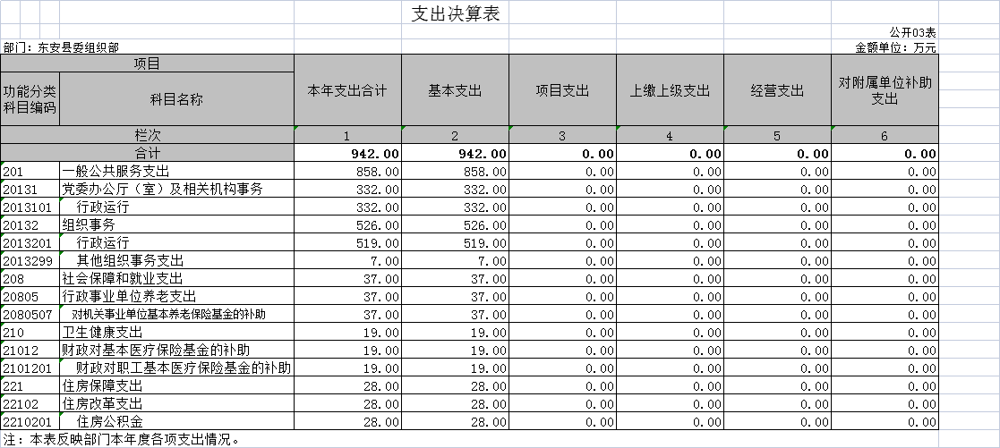 支出决算表
公开03表
部门：东安县委组织部 金额单位：万元
项目 本年支出合计 基本支出 项目支出 上缴上级支出 经营支出 对附属单位补助支出
功能分类科目编码 科目名称
栏次 1 2 3 4 5 6
合计 942.00 942.00 0.00 0.00 0.00 0.00
201 一般公共服务支出 858.00 858.00 0.00 0.00 0.00 0.00
20131 党委办公厅（室）及相关机构事务 332.00 332.00 0.00 0.00 0.00 0.00
2013101 行政运行 332.00 332.00 0.00 0.00 0.00 0.00
20132 组织事务 526.00 526.00 0.00 0.00 0.00 0.00
2013201 行政运行 519.00 519.00 0.00 0.00 0.00 0.00
2013299 其他组织事务支出 7.00 7.00 0.00 0.00 0.00 0.00
208 社会保障和就业支出 37.00 37.00 0.00 0.00 0.00 0.00
20805 行政事业单位养老支出 37.00 37.00 0.00 0.00 0.00 0.00
2080507 对机关事业单位基本养老保险基金的补助 37.00 37.00 0.00 0.00 0.00 0.00
210 卫生健康支出 19.00 19.00 0.00 0.00 0.00 0.00
21012 财政对基本医疗保险基金的补助 19.00 19.00 0.00 0.00 0.00 0.00
2101201 财政对职工基本医疗保险基金的补助 19.00 19.00 0.00 0.00 0.00 0.00
221 住房保障支出 28.00 28.00 0.00 0.00 0.00 0.00
22102 住房改革支出 28.00 28.00 0.00 0.00 0.00 0.00
2210201 住房公积金 28.00 28.00 0.00 0.00 0.00 0.00
注：本表反映部门本年度各项支出情况。